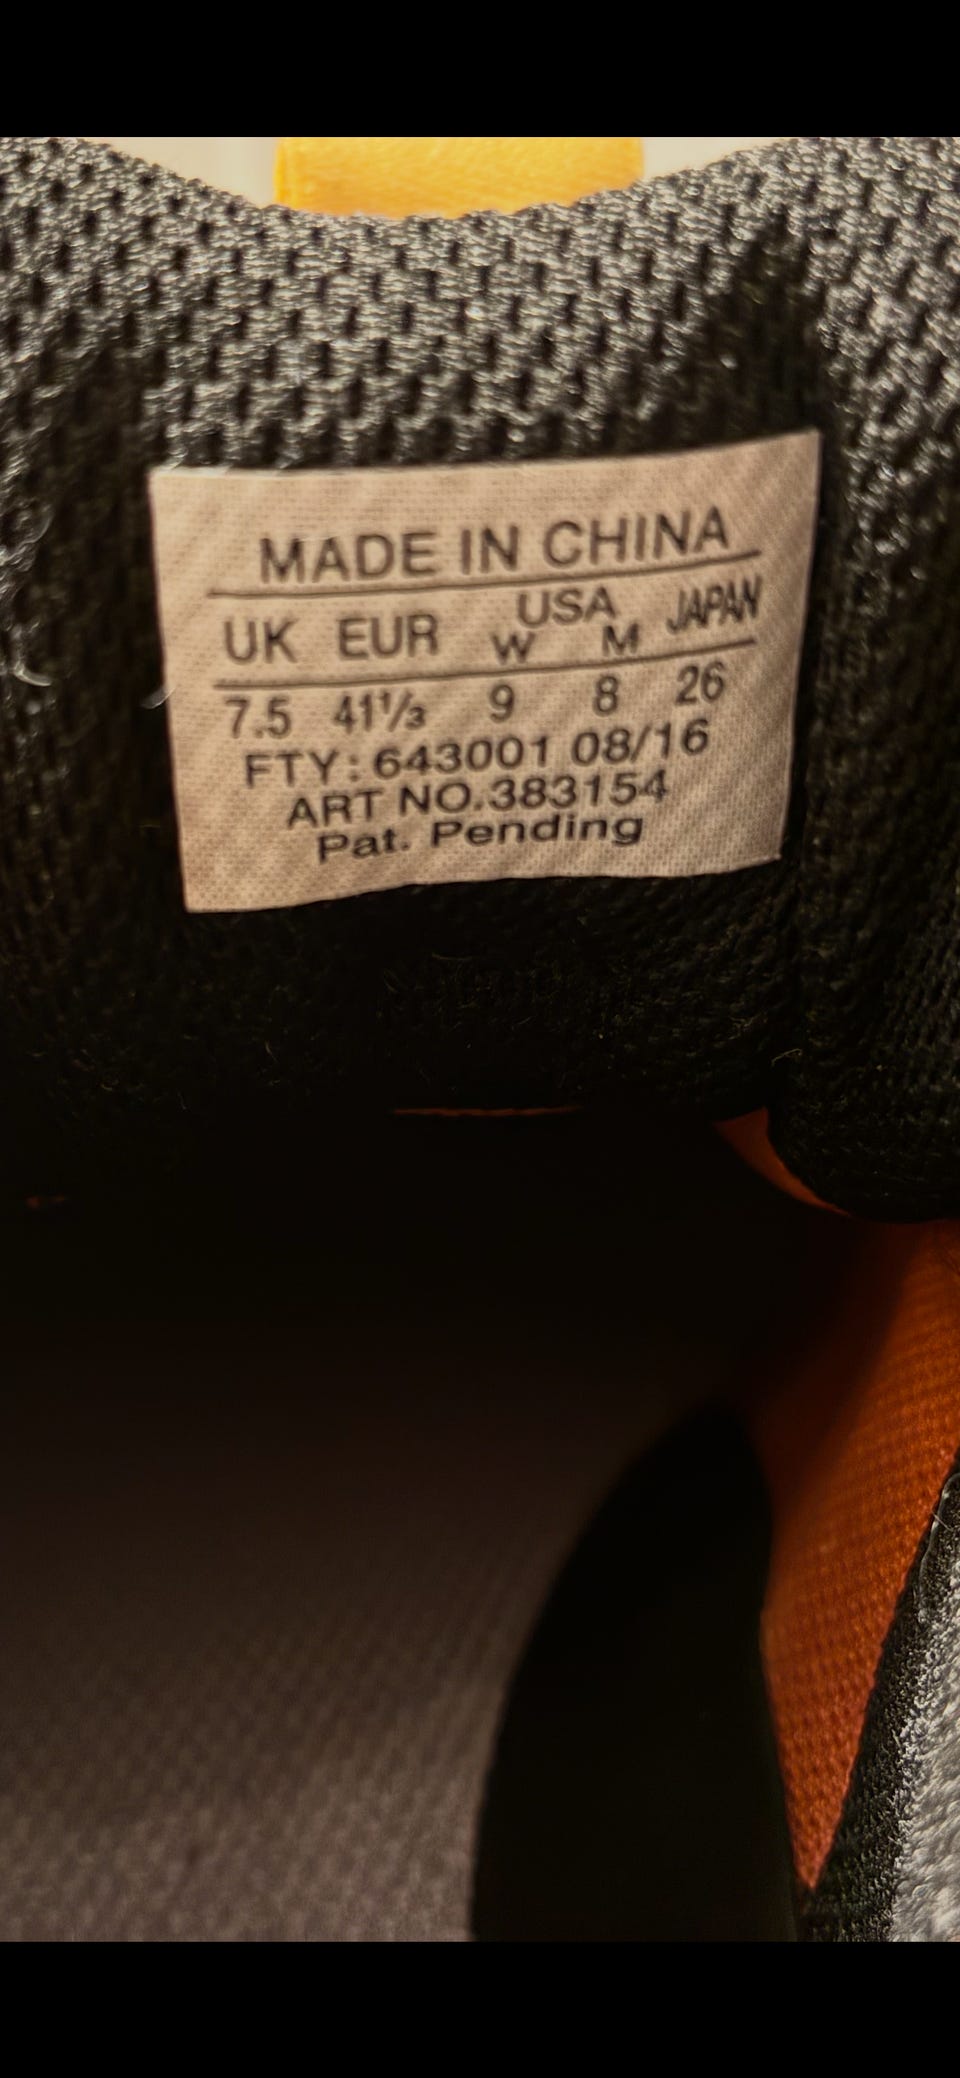 MADE IN CHINA
UK EUR USA JAPAN
W M
7.5 41⅓ 9 8 26
FTY: 643001 08/16
ART NO.383154
Pat. Pending